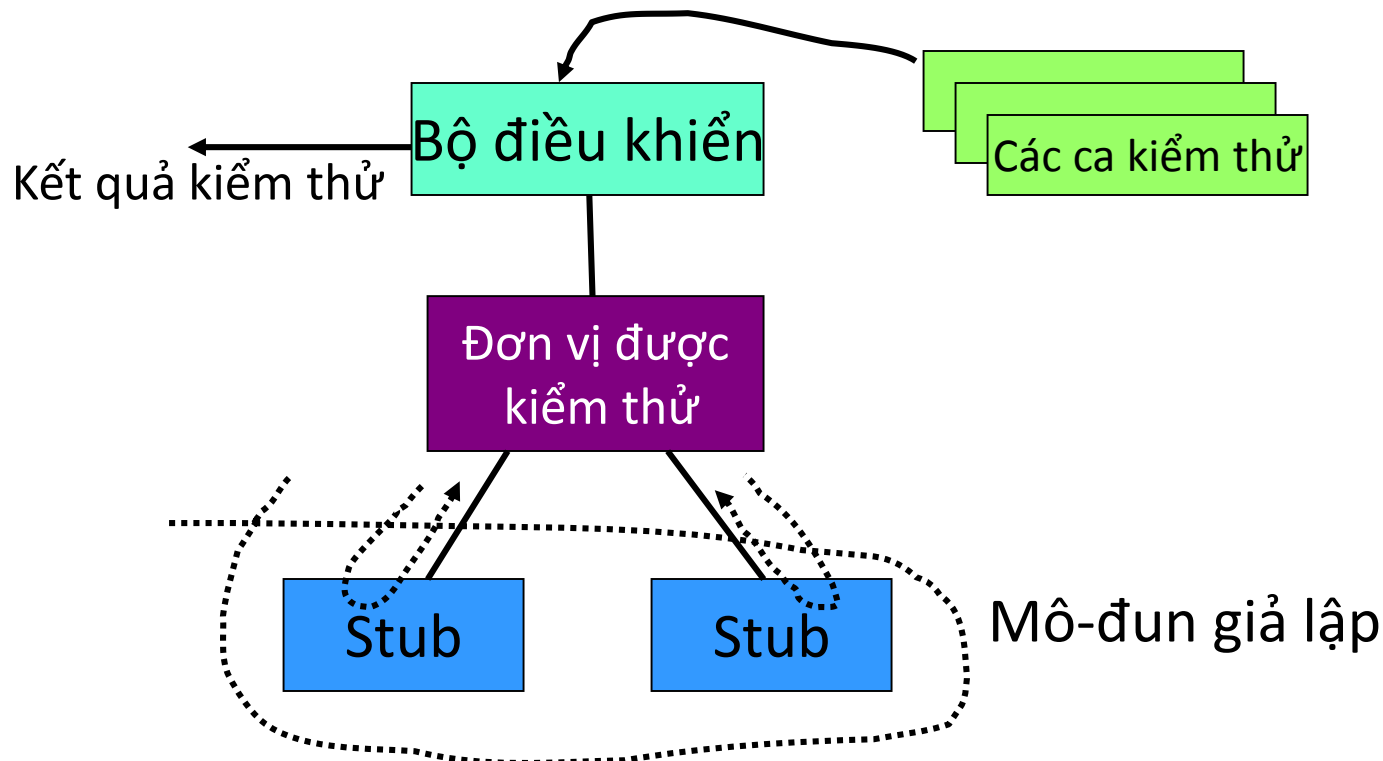 Bộ điều khiển
Các ca kiểm thử
Kết quả kiểm thử
Đơn vị được
kiểm thử
Stub
Stub
Mô-đun giả lập